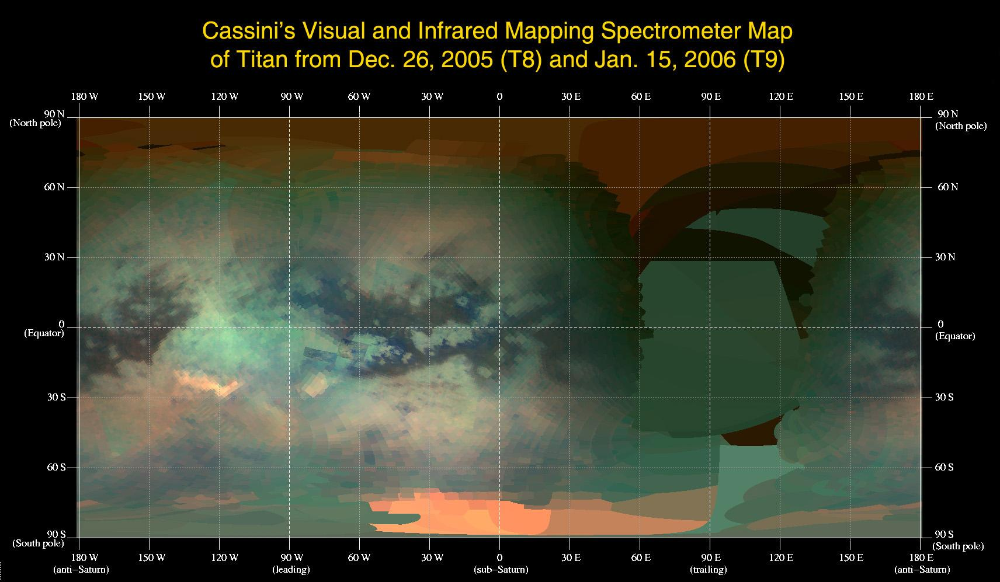 Cassini's Visual and Infrared Mapping Spectrometer Map
of Titan from Dec. 26, 2005 (T8) and Jan. 15, 2006 (T9)
180 W 150 W 120 W 90 W 60 W 30 W 0 30 E 60 E 90 E 120 E 150 E 180 E
90 N 90 N
(North pole) (North pole)
60 N 60 N
30 N 30 N
0 0
(Equator) (Equator)
30 S 30 S
60 S 60 S
90 S 90 S
(South pole) (South pole)
180 W 150 W 120 W 90 W 60 W 30 W 0 30 E 60 E 90 E 120 E 150 E 180 E
(anti–Saturn) (leading) (sub–Saturn) (trailing) (anti–Saturn)